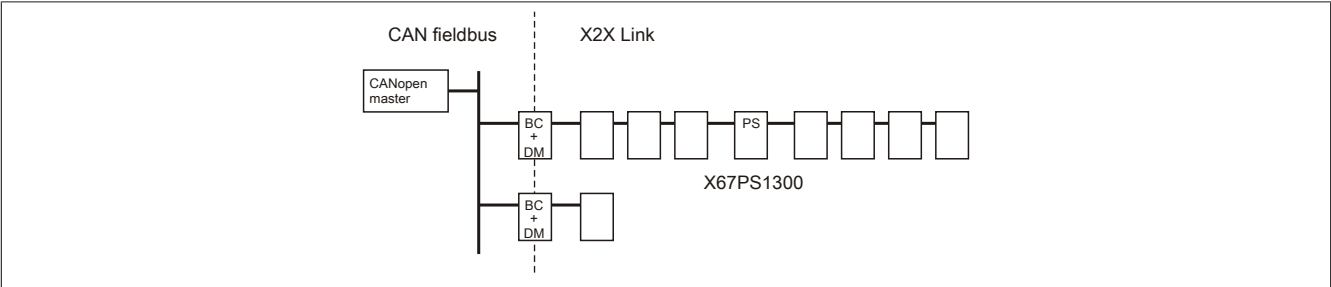 CAN fieldbus
X2X Link
CANopen
master
BC
+
DM
PS
X67PS1300
BC
+
DM